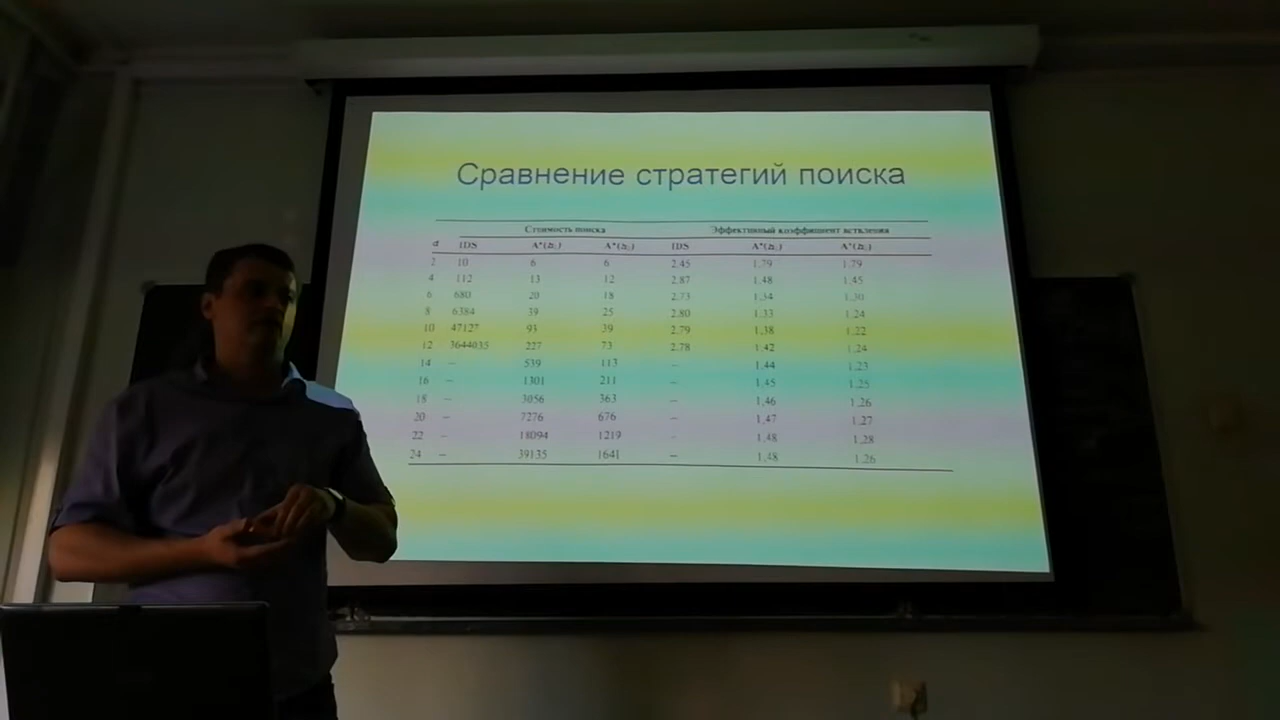 Сравнение стратегий поиска
Стоимость поиска Эффективный коэффициент ветвления
d IDS A*(h₁) A*(h₂) IDS A*(h₁) A*(h₂)
2 10 6 6 2.45 1.79 1.79
4 112 13 12 2.87 1.48 1.45
6 680 20 18 2.73 1.34 1.30
8 6384 39 25 2.80 1.33 1.24
10 47127 93 39 2.79 1.38 1.22
12 3644035 227 73 2.78 1.42 1.24
14 – 539 113 – 1.44 1.23
16 – 1301 211 – 1.45 1.25
18 – 3056 363 – 1.46 1.26
20 – 7276 676 – 1.47 1.27
22 – 18094 1219 – 1.48 1.28
24 – 39135 1641 – 1.48 1.26